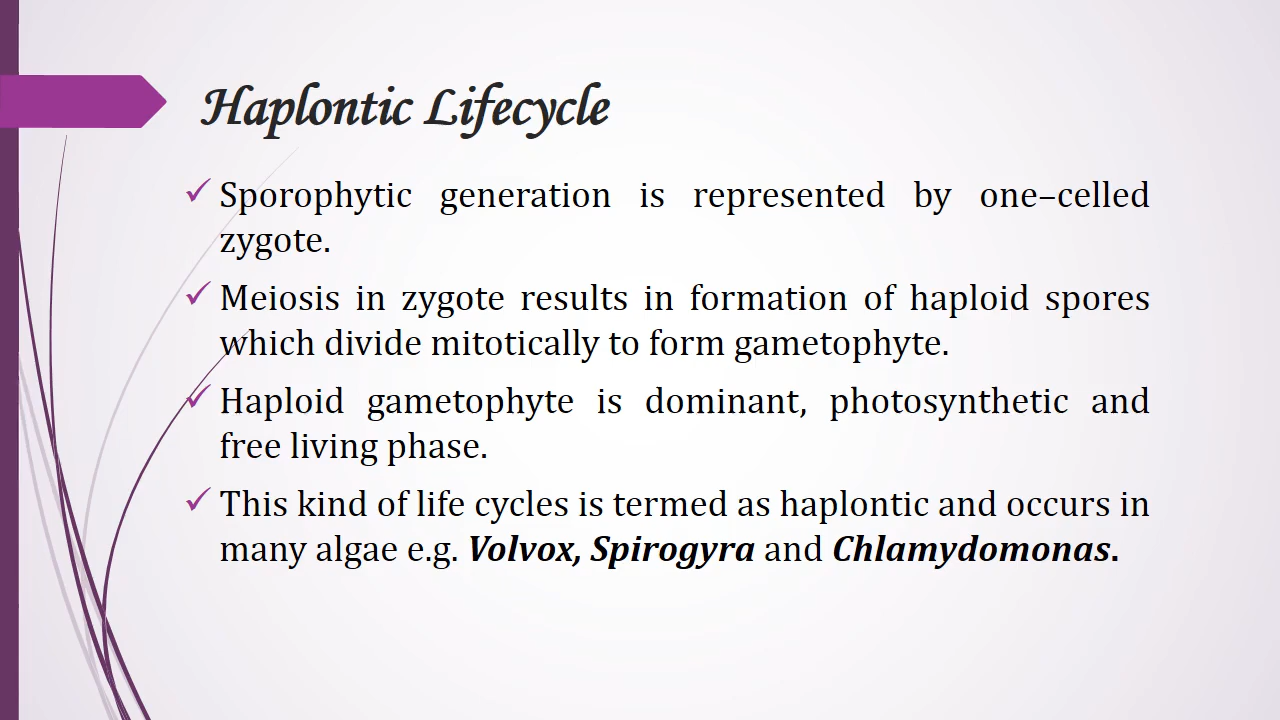 Haplontic Lifecycle
✓ Sporophytic generation is represented by one–celled
zygote.
✓ Meiosis in zygote results in formation of haploid spores
which divide mitotically to form gametophyte.
✓ Haploid gametophyte is dominant, photosynthetic and
free living phase.
✓ This kind of life cycles is termed as haplontic and occurs in
many algae e.g. Volvox, Spirogyra and Chlamydomonas.